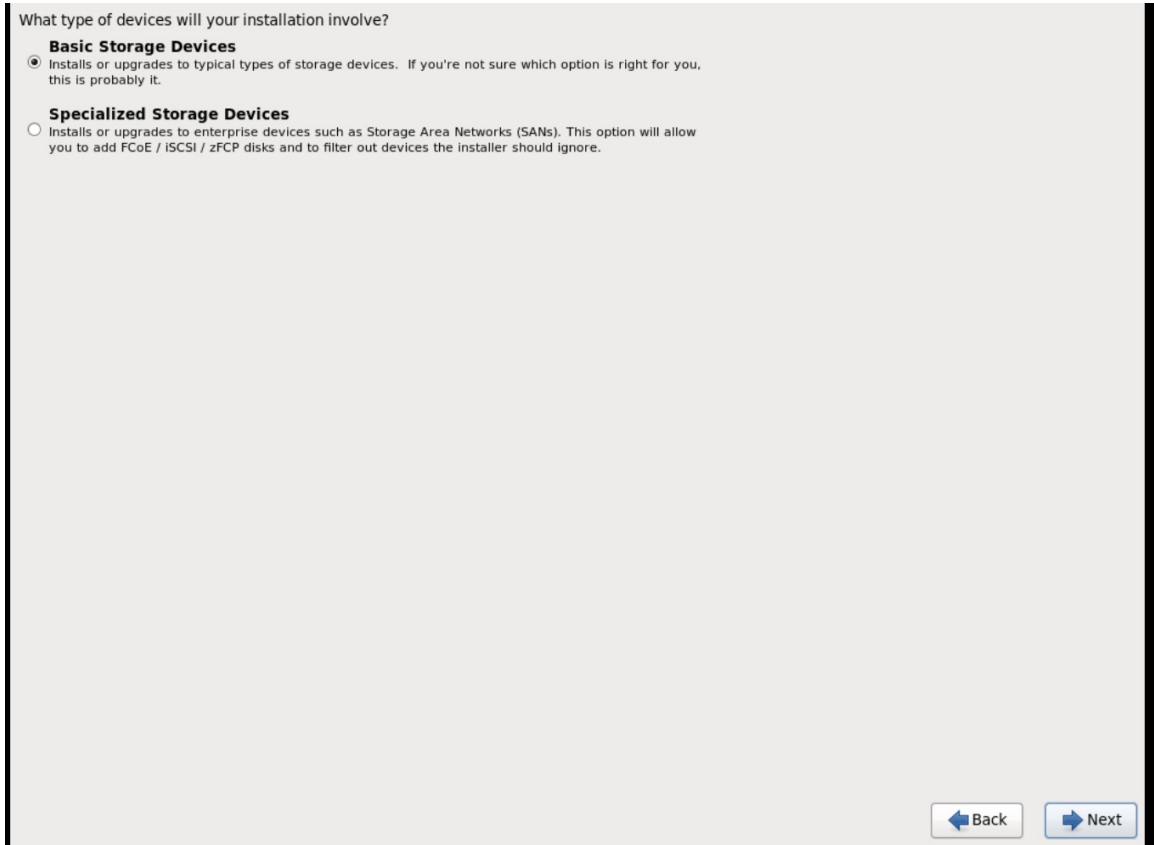 What type of devices will your installation involve?
Basic Storage Devices
Installs or upgrades to typical types of storage devices.  If you're not sure which option is right for you,
this is probably it.
Specialized Storage Devices
Installs or upgrades to enterprise devices such as Storage Area Networks (SANs). This option will allow
you to add FCoE / iSCSI / zFCP disks and to filter out devices the installer should ignore.
Back
Next